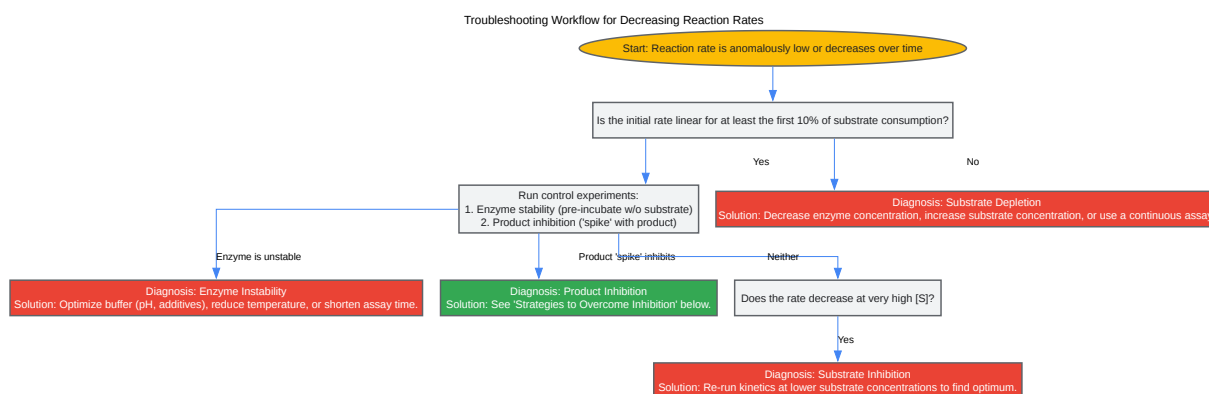 Troubleshooting Workflow for Decreasing Reaction Rates
Start: Reaction rate is anomalously low or decreases over time
Is the initial rate linear for at least the first 10% of substrate consumption?
Yes
No
Run control experiments:
1. Enzyme stability (pre-incubate w/o substrate)
2. Product inhibition ('spike' with product)
Diagnosis: Substrate Depletion
Solution: Decrease enzyme concentration, increase substrate concentration, or use a continuous assay
Enzyme is unstable
Product 'spike' inhibits
Neither
Diagnosis: Enzyme Instability
Solution: Optimize buffer (pH, additives), reduce temperature, or shorten assay time.
Diagnosis: Product Inhibition
Solution: See 'Strategies to Overcome Inhibition' below.
Does the rate decrease at very high [S]?
Yes
Diagnosis: Substrate Inhibition
Solution: Re-run kinetics at lower substrate concentrations to find optimum.